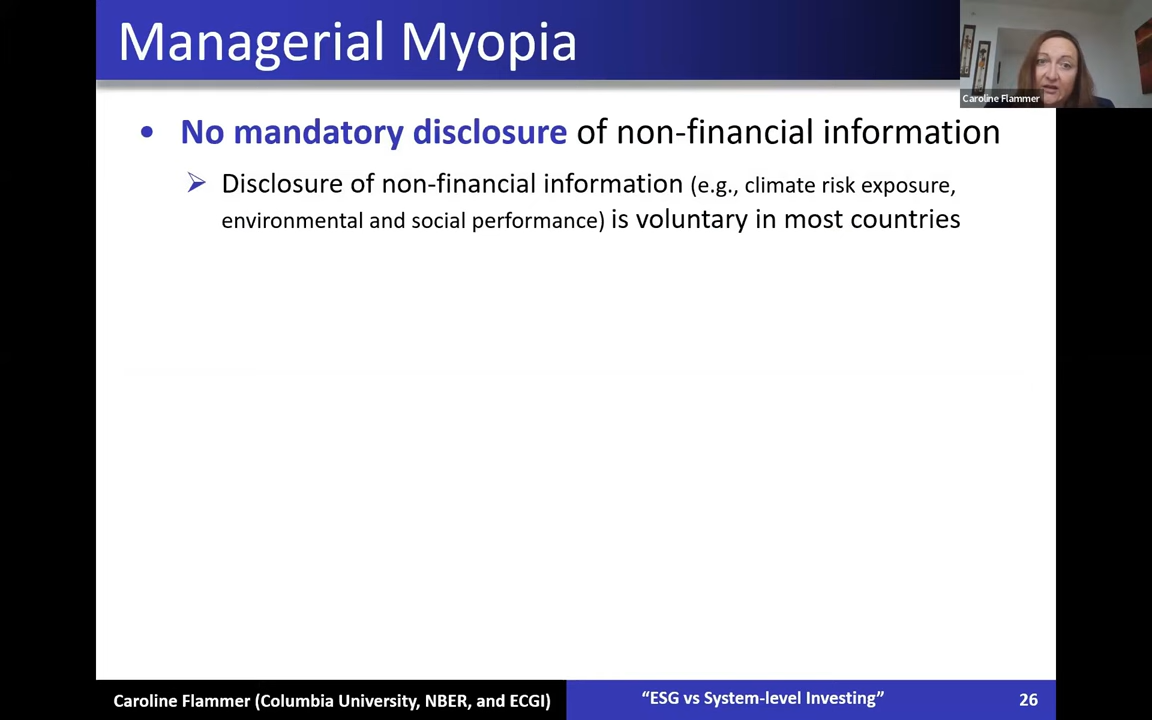 Managerial Myopia
Caroline Flammer
• No mandatory disclosure of non-financial information
➢ Disclosure of non-financial information (e.g., climate risk exposure,
environmental and social performance) is voluntary in most countries
Caroline Flammer (Columbia University, NBER, and ECGI)
“ESG vs System-level Investing”
26